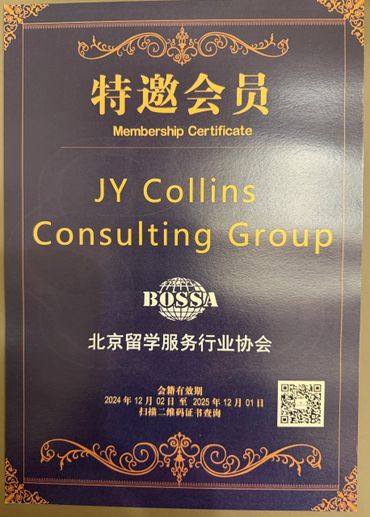 特邀会员
Membership Certificate
JY Collins
Consulting Group
BOSSA
北京留学服务行业协会
会籍有效期
2024 年 12 月 02 日 至 2025 年 12 月 01 日
扫描二维码证书查询